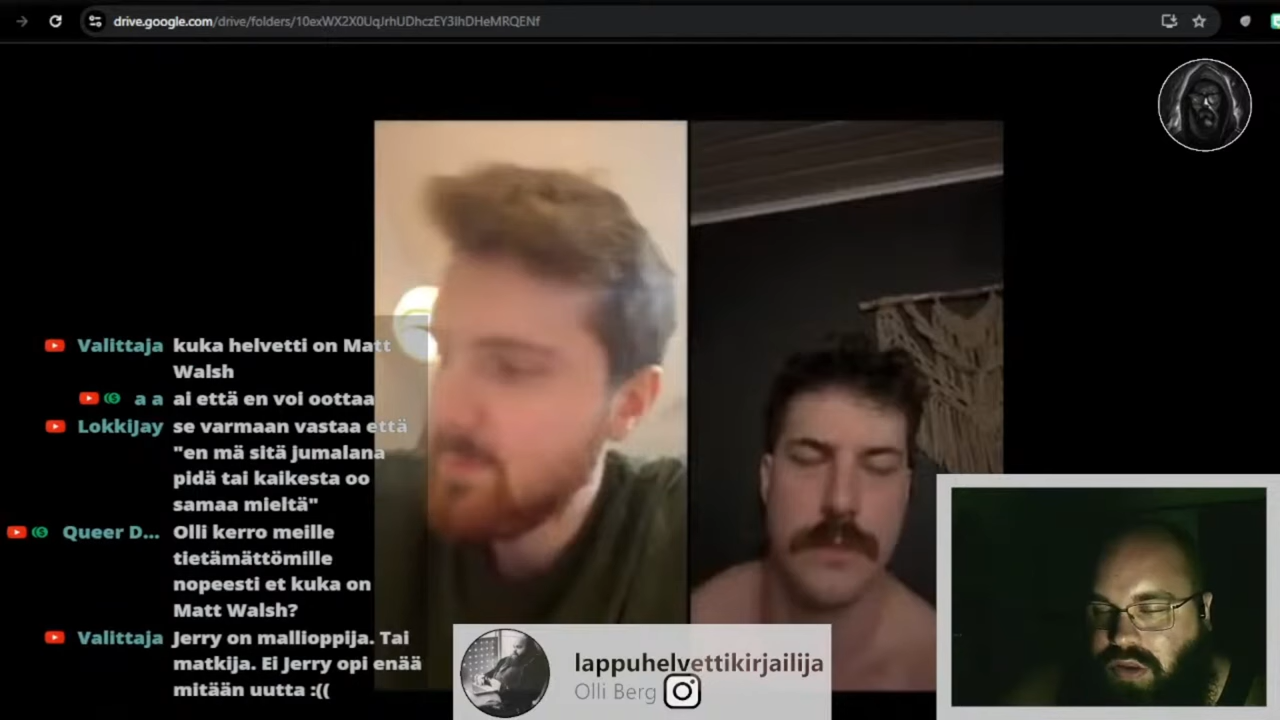 drive.google.com/drive/folders/10exWX2X0UqJrhUDhczEY3IhDHeMRQENf
Valittaja kuka helvetti on Matt
Walsh
a a ai että en voi oottaa
LokkiJay se varmaan vastaa että
"en mä sitä jumalana
pidä tai kaikesta oo
samaa mieltä"
Queer D... Olli kerro meille
tietämättömille
nopeesti et kuka on
Matt Walsh?
Valittaja Jerry on mallioppija. Tai
matkija. Ei Jerry opi enää
mitään uutta :((
lappuhelvettikirjailija
Olli Berg